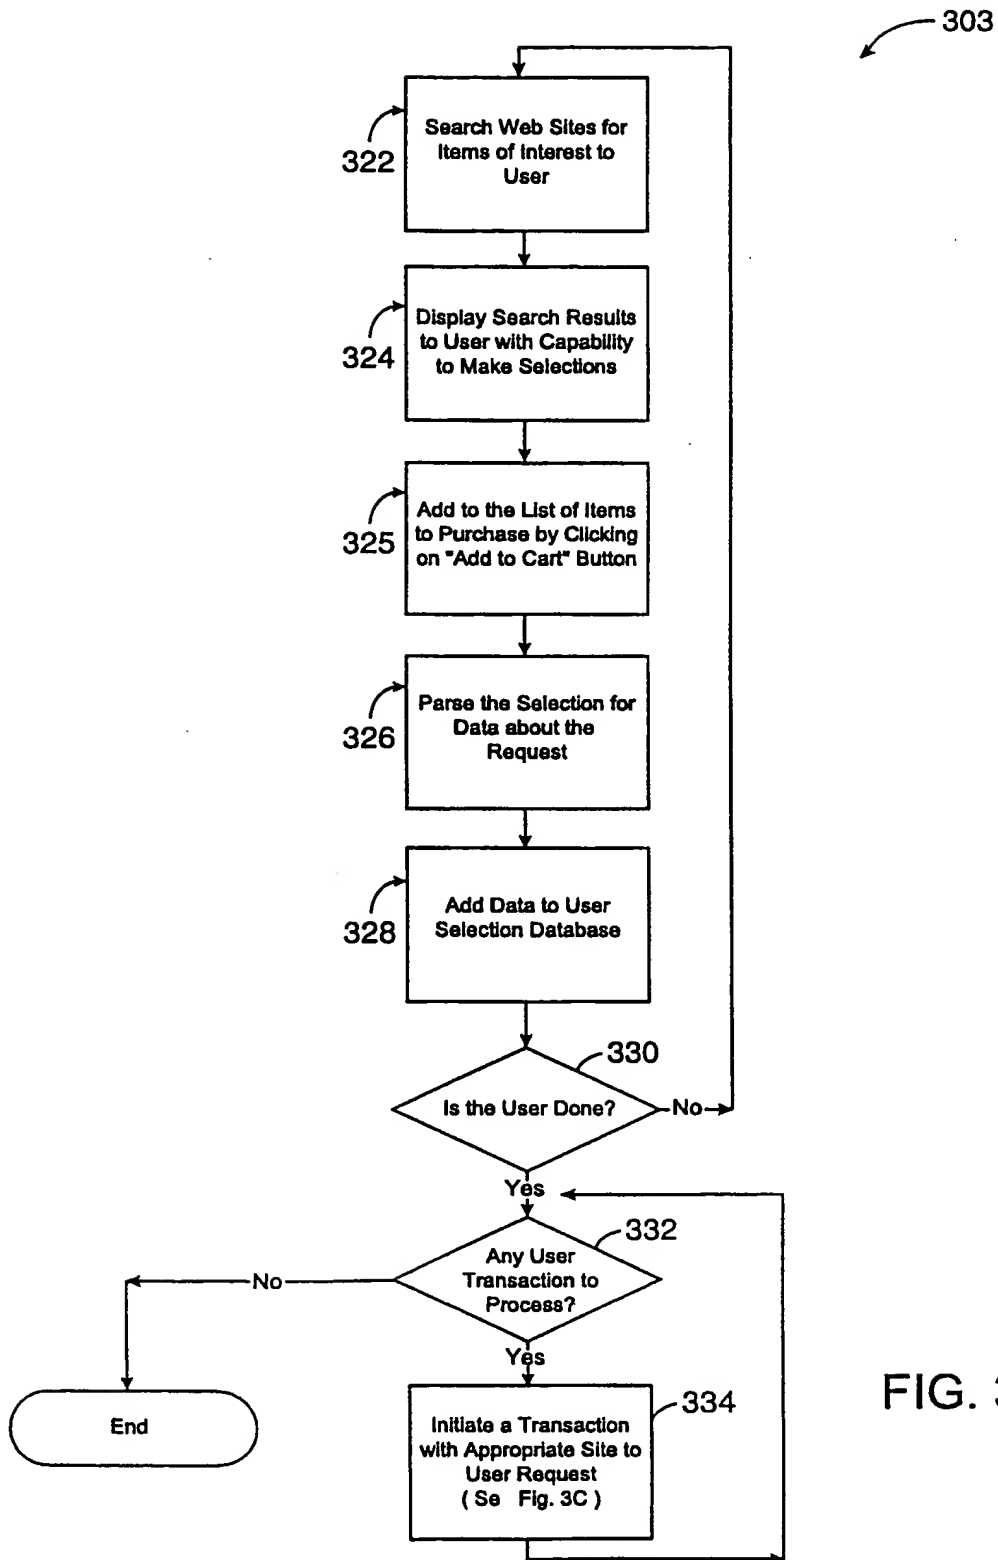 303
322
Search Web Sites for
Items of Interest to
User
324
Display Search Results
to User with Capability
to Make Selections
325
Add to the List of Items
to Purchase by Clicking
on "Add to Cart" Button
326
Parse the Selection for
Data about the
Request
328
Add Data to User
Selection Database
330
Is the User Done?
No
Yes
332
Any User
Transaction to
Process?
No
Yes
End
334
Initiate a Transaction
with Appropriate Site to
User Request
( Se Fig. 3C )
FIG.